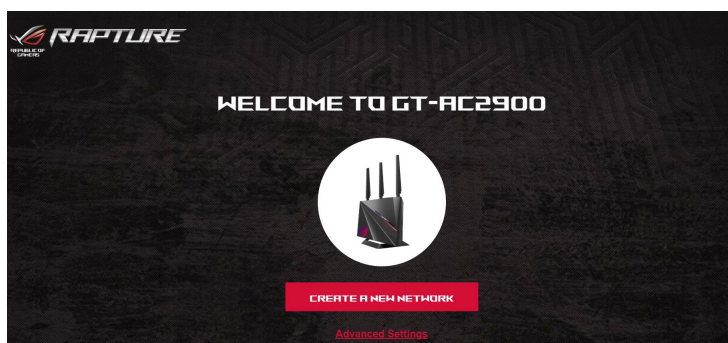 RAPTURE
REPUBLIC OF
GAMERS
WELCOME TO GT-AC2900
CREATE A NEW NETWORK
Advanced Settings